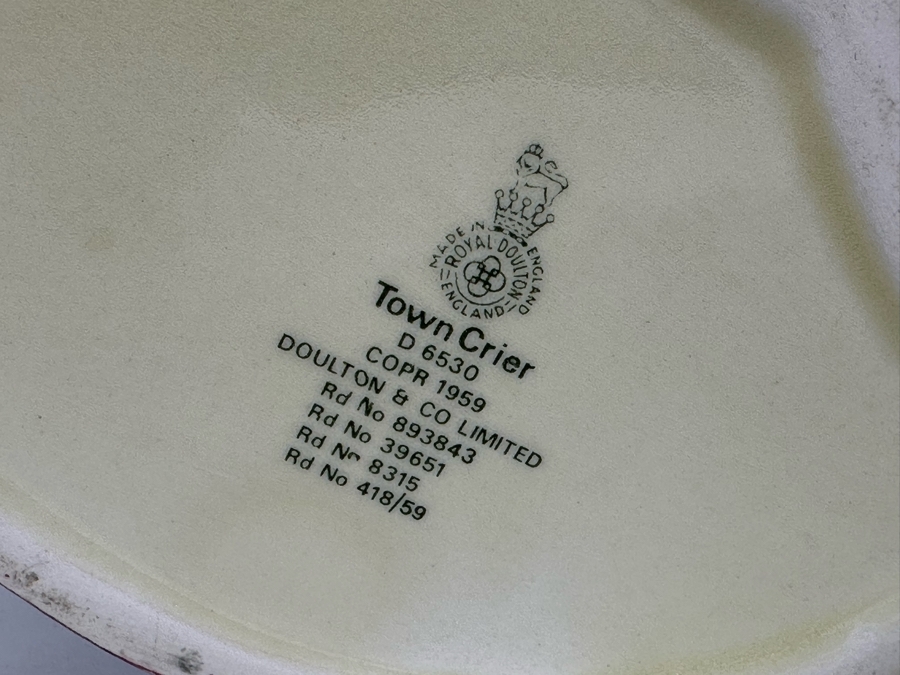 MADE IN ENGLAND
ROYAL DOULTON
ENGLAND
Town Crier
D 6530
COPR 1959
DOULTON & CO LIMITED
Rd No 893843
Rd No 39651
Rd No 8315
Rd No 418/59